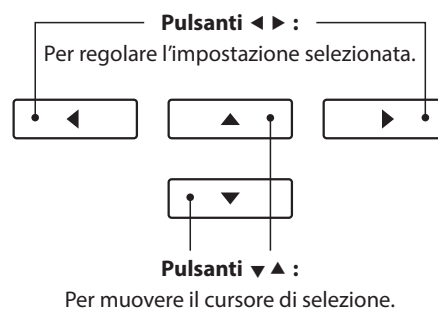 Pulsanti ◀ ▶ :
Per regolare l’impostazione selezionata.
Pulsanti ▼ ▲ :
Per muovere il cursore di selezione.